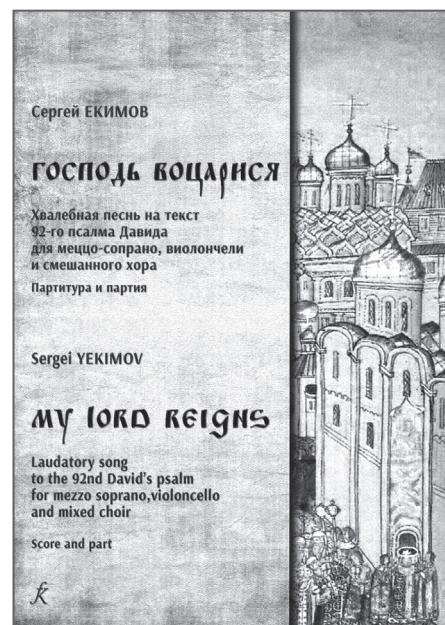 Сергей ЕКИМОВ
ГОСПОДЬ ВОЦАРИСЯ
Хвалебная песнь на текст
92-го псалма Давида
для меццо-сопрано, виолончели
и смешанного хора
Партитура и партия
Sergei YEKIMOV
MY LORD REIGNS
Laudatory song
to the 92nd David's psalm
for mezzo soprano,violoncello
and mixed choir
Score and part